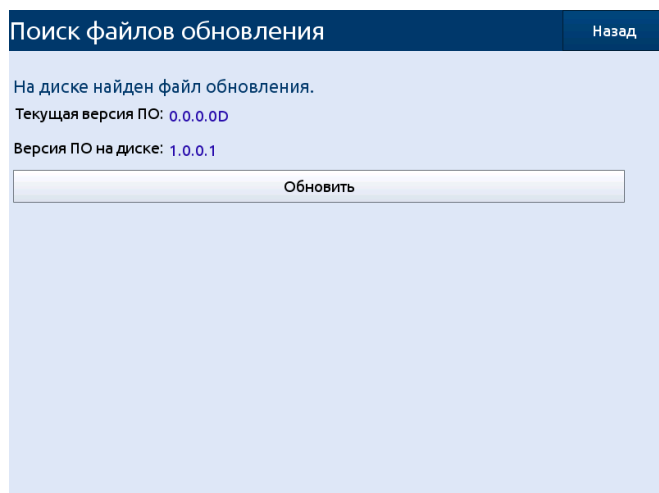 Поиск файлов обновления Назад
На диске найден файл обновления.
Текущая версия ПО: 0.0.0.0D
Версия ПО на диске: 1.0.0.1
Обновить